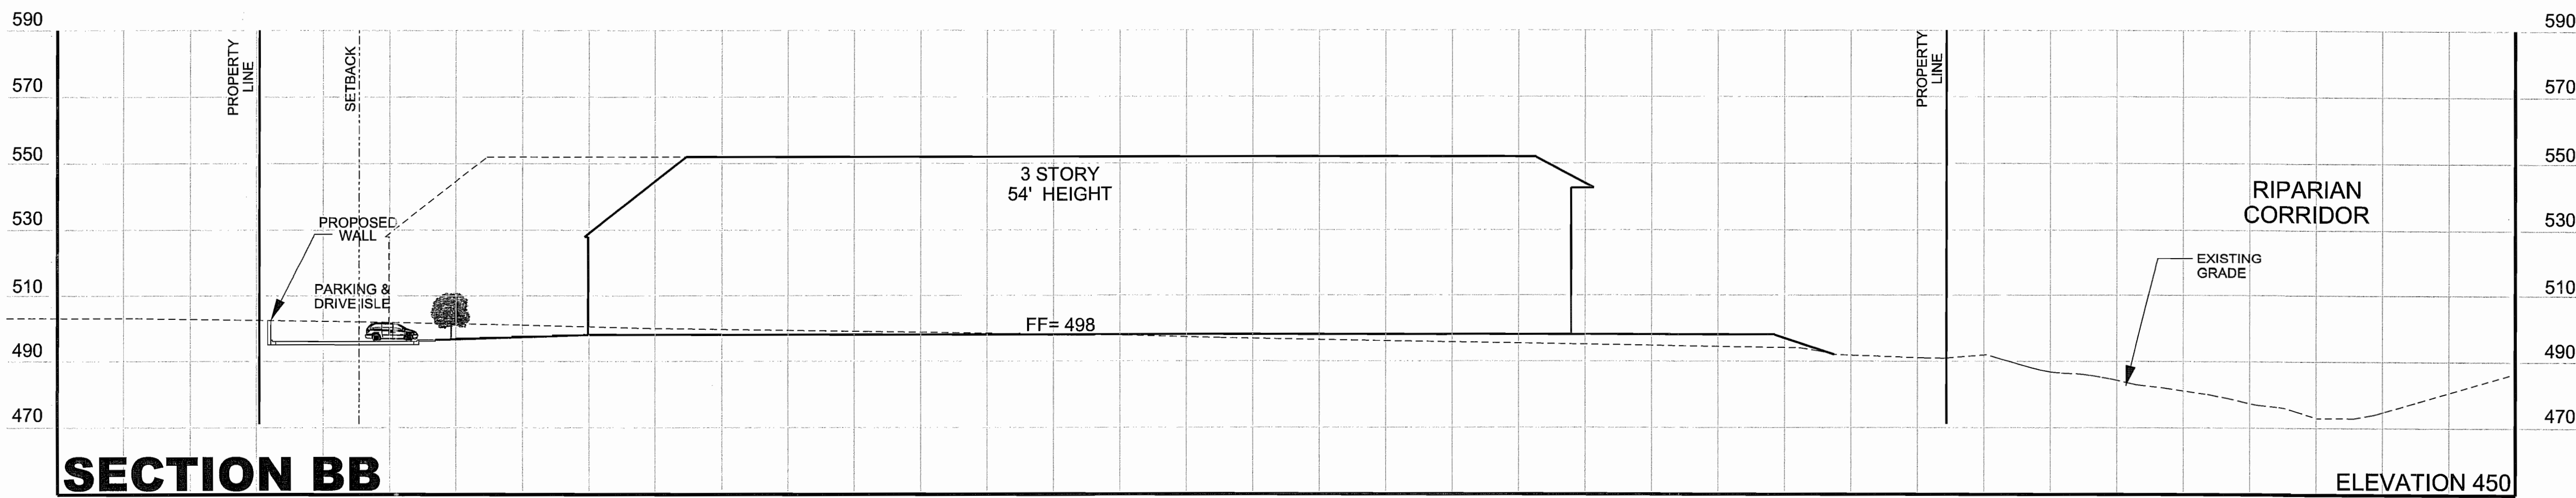 590
590
PROPERTY
LINE
SETBACK
PROPERTY
LINE
570
570
550
550
3 STORY
54' HEIGHT
RIPARIAN
CORRIDOR
530
530
PROPOSED
WALL
EXISTING
GRADE
510
510
PARKING &
DRIVE ISLE
FF= 498
490
490
470
470
SECTION BB
ELEVATION 450